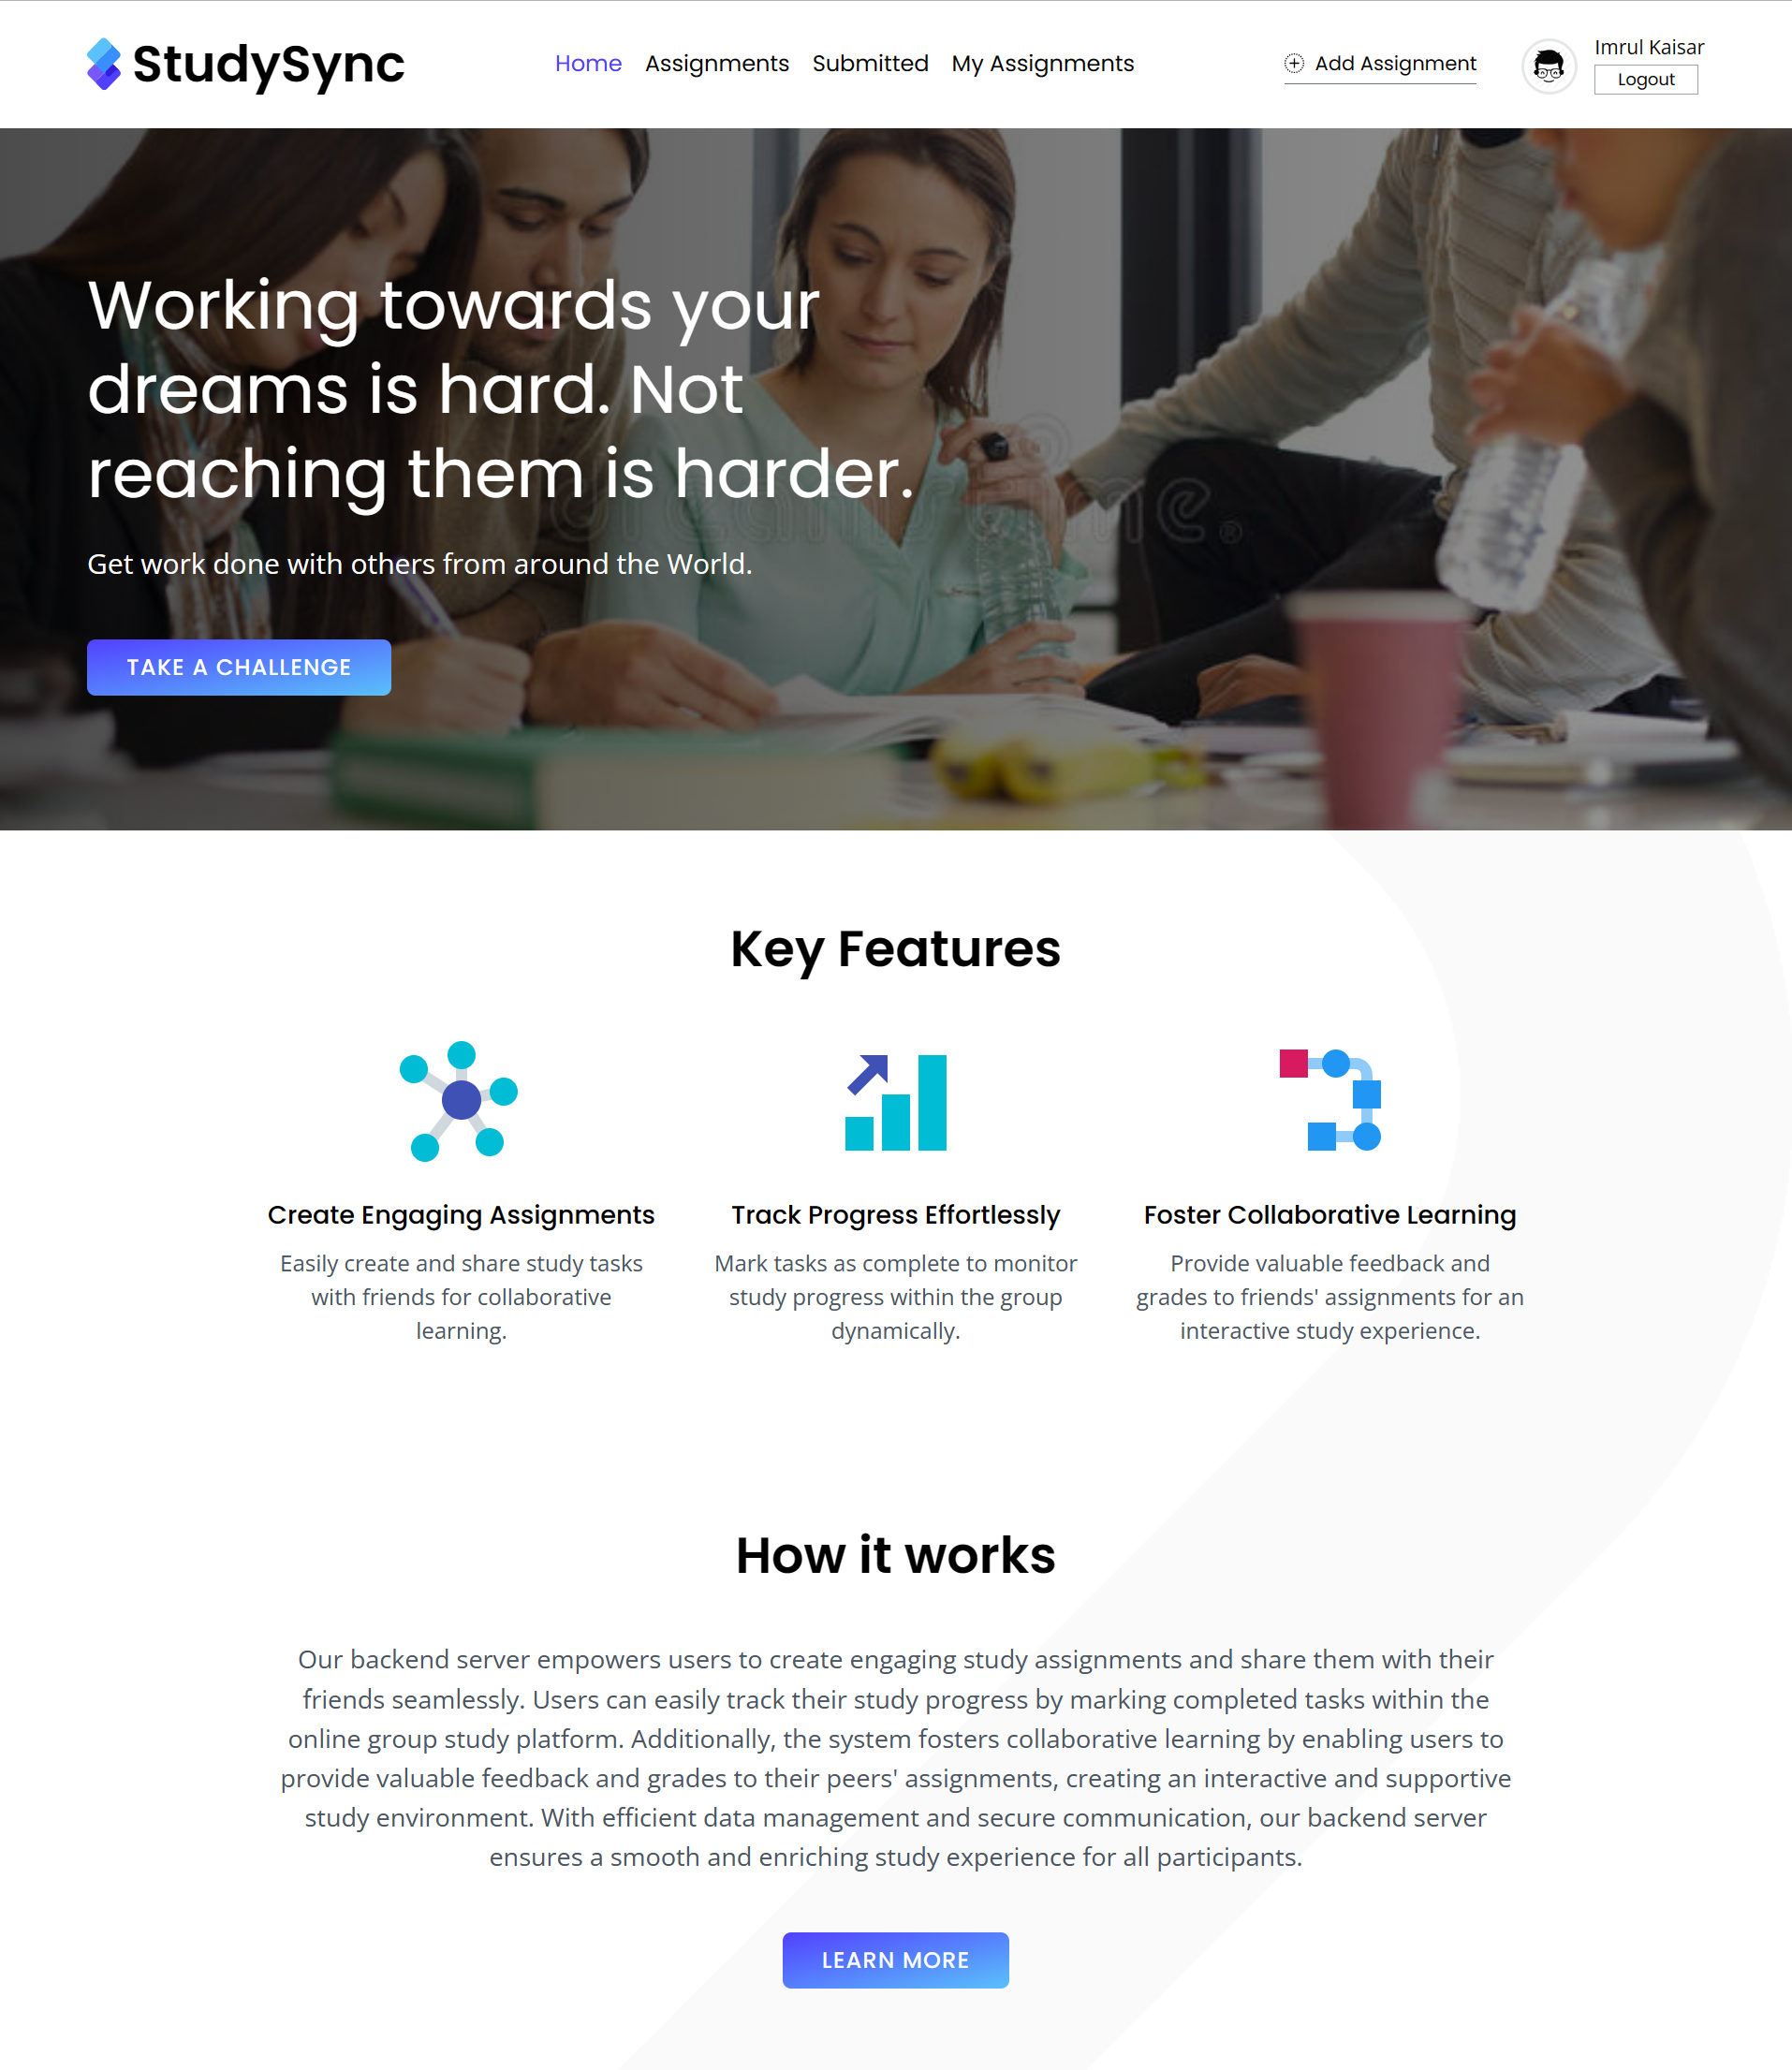 StudySync
Home Assignments Submitted My Assignments
Add Assignment
Imrul Kaisar
Logout
Working towards your
dreams is hard. Not
reaching them is harder.
Get work done with others from around the World.
TAKE A CHALLENGE
Key Features
Create Engaging Assignments
Easily create and share study tasks
with friends for collaborative
learning.
Track Progress Effortlessly
Mark tasks as complete to monitor
study progress within the group
dynamically.
Foster Collaborative Learning
Provide valuable feedback and
grades to friends' assignments for an
interactive study experience.
How it works
Our backend server empowers users to create engaging study assignments and share them with their
friends seamlessly. Users can easily track their study progress by marking completed tasks within the
online group study platform. Additionally, the system fosters collaborative learning by enabling users to
provide valuable feedback and grades to their peers' assignments, creating an interactive and supportive
study environment. With efficient data management and secure communication, our backend server
ensures a smooth and enriching study experience for all participants.
LEARN MORE